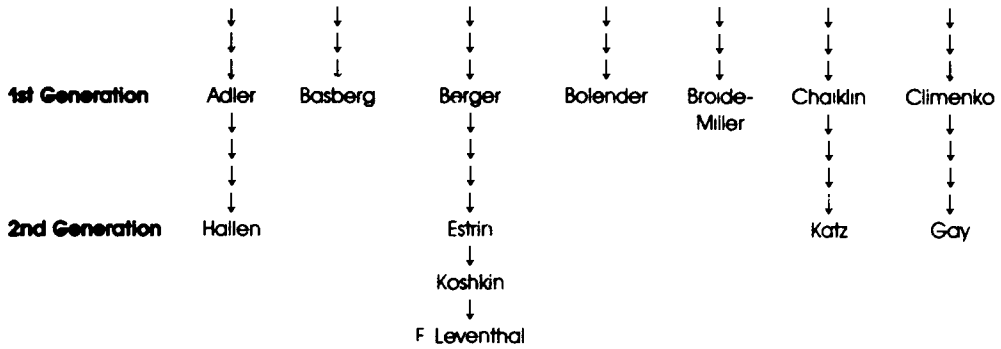 1st Generation Adler Basberg Berger Bolender Broide- Chaiklin Climenko
Miller
2nd Generation Hallen Estrin Katz Gay
Koshkin
F Leventhal